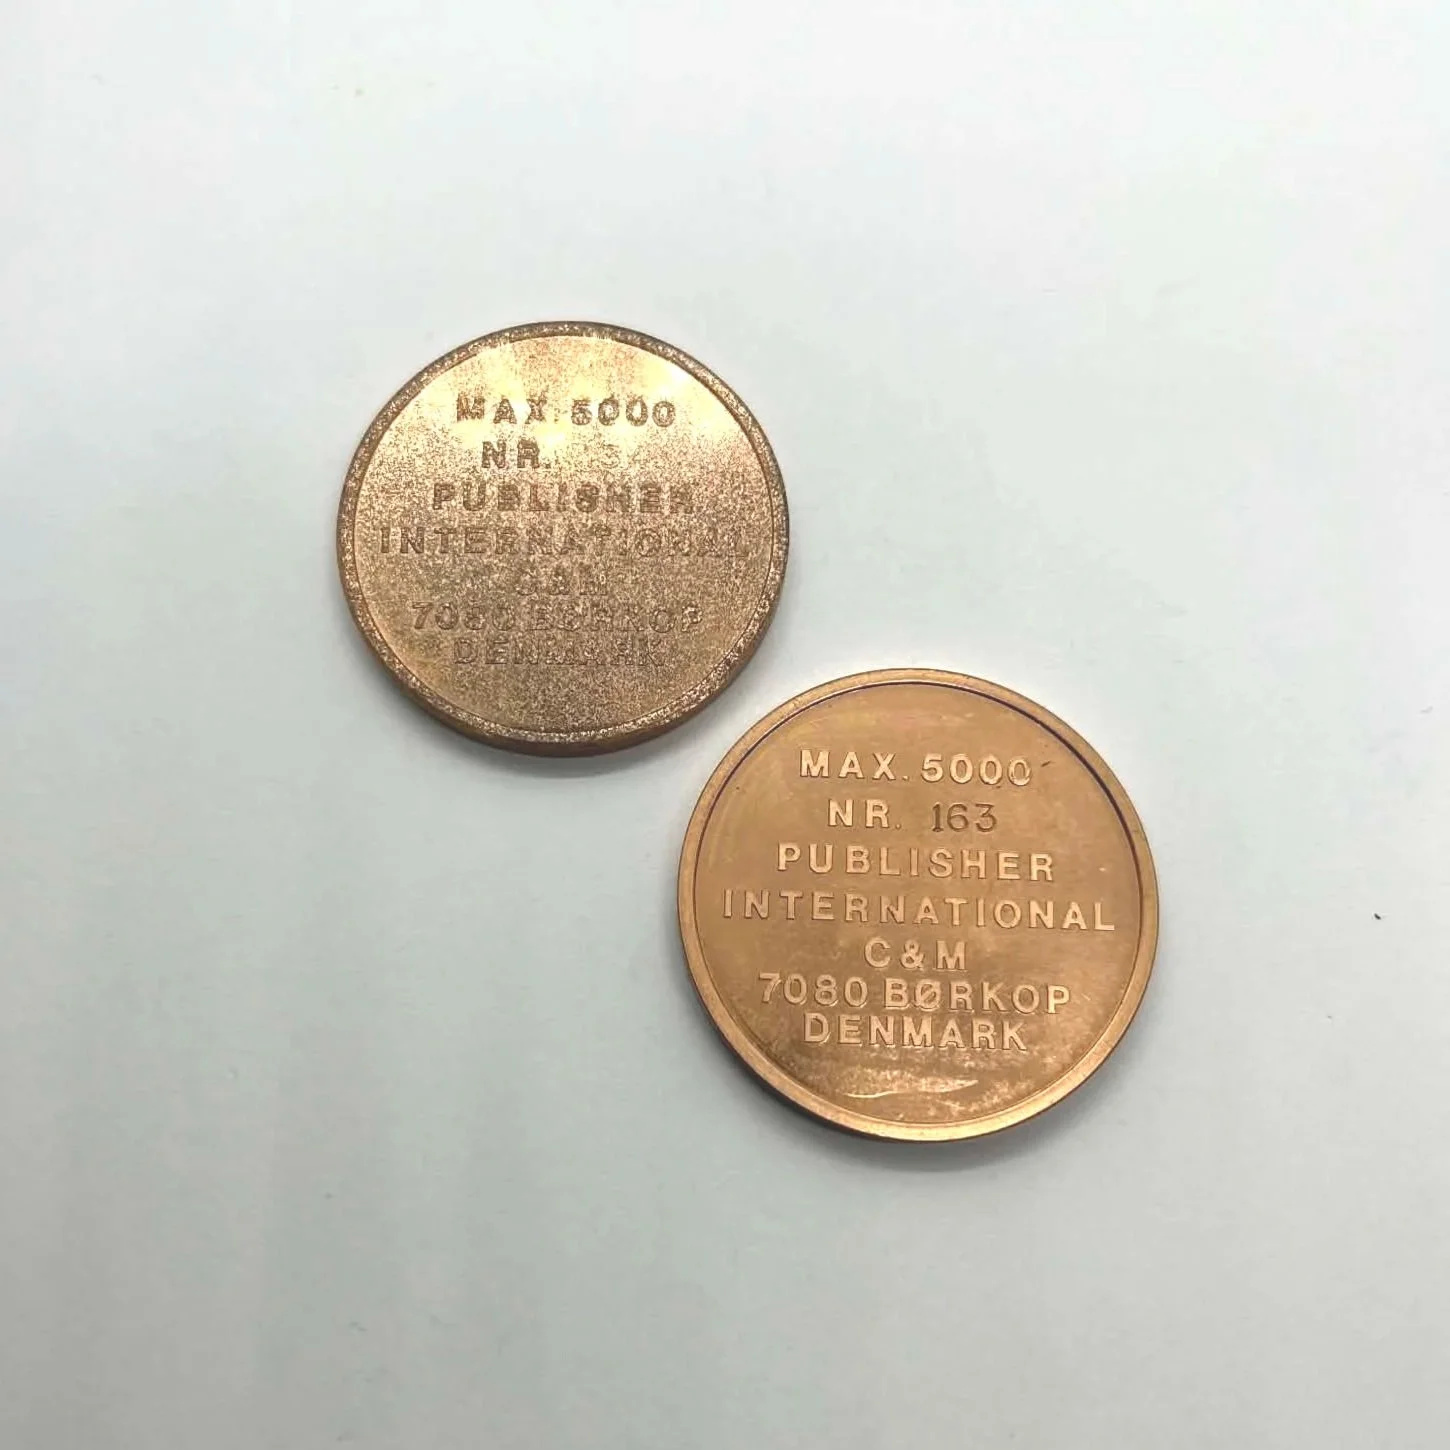 MAX. 5000
NR.
PUBLISHER
INTERNATIONAL
C&M
7080 BØRKOP
DENMARK
MAX. 5000
NR. 163
PUBLISHER
INTERNATIONAL
C&M
7080 BØRKOP
DENMARK